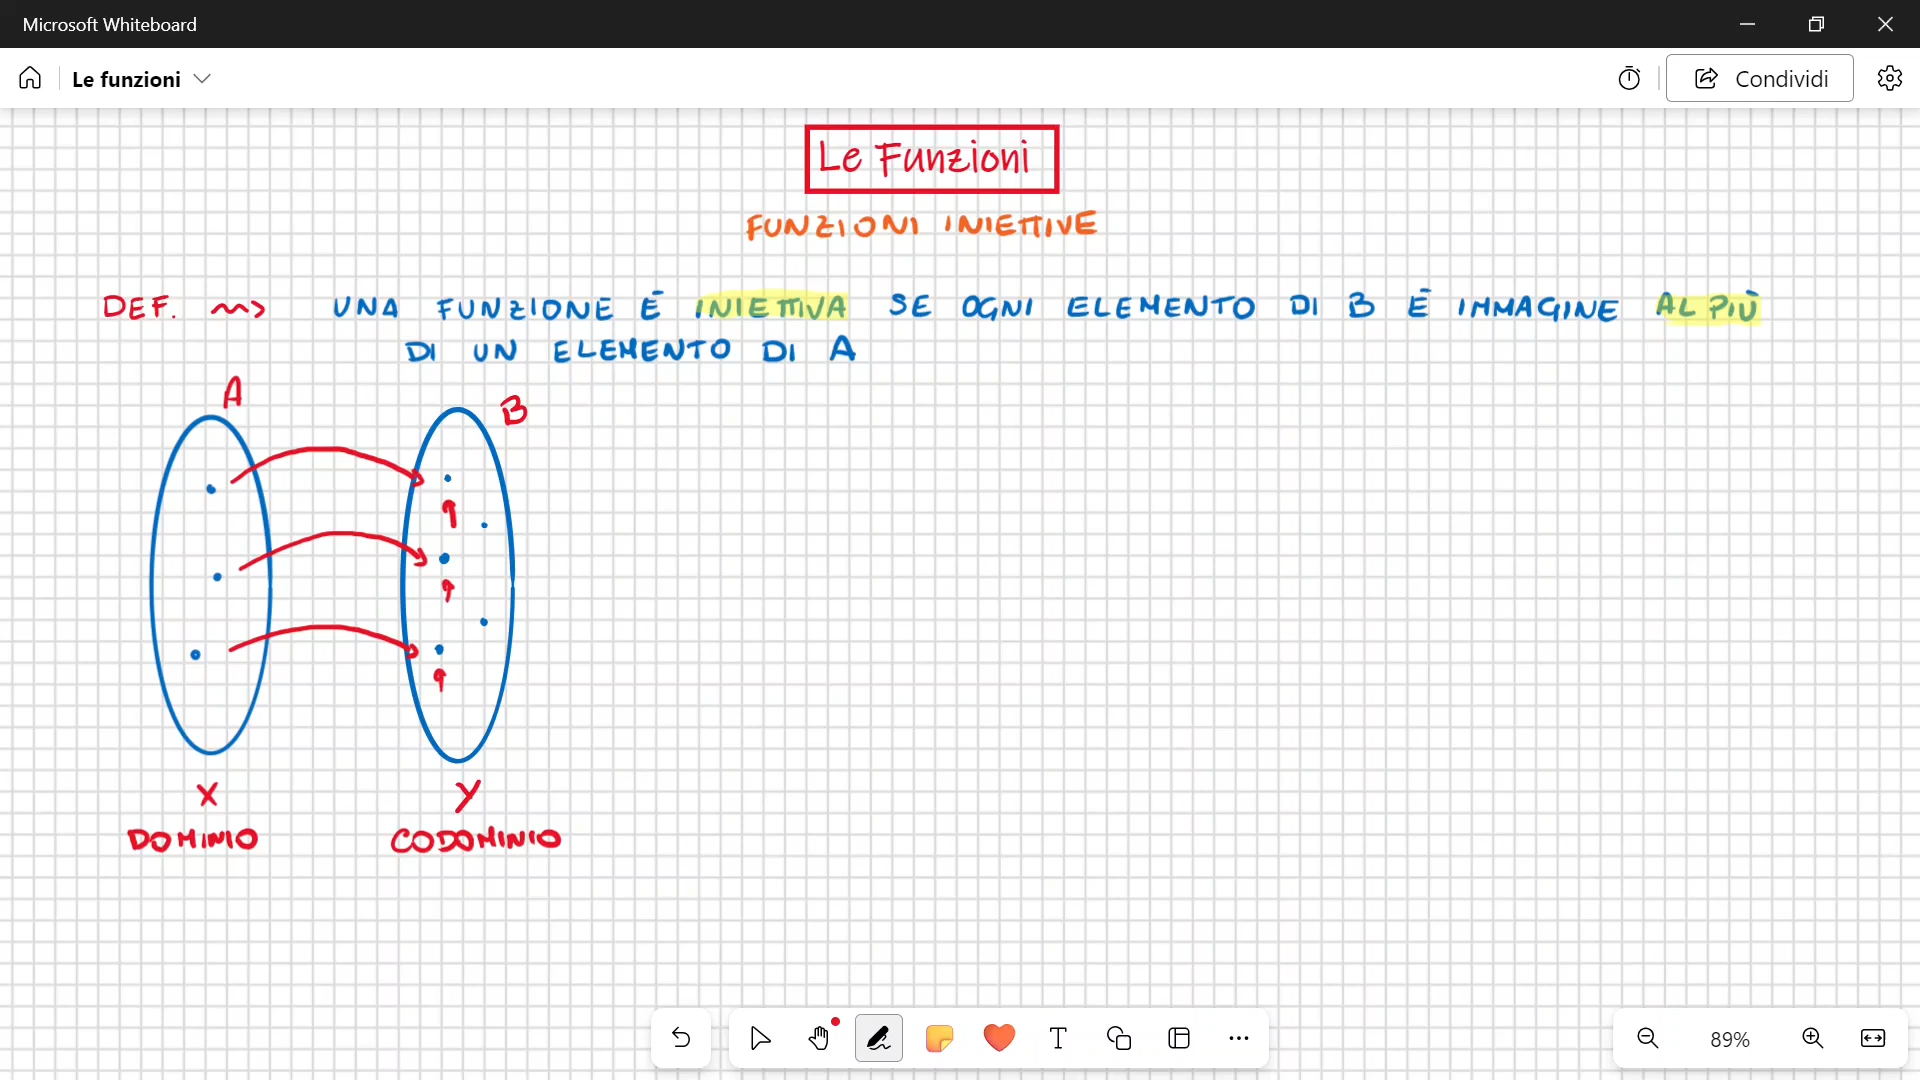 Microsoft Whiteboard
Le funzioni
Condividi
Le Funzioni
FUNZIONI INIETTIVE
DEF. ~> UNA FUNZIONE È INIETTIVA SE OGNI ELEMENTO DI B È IMMAGINE AL PIÙ
DI UN ELEMENTO DI A
A
B
X
Y
DOMINIO
CODOMINIO
89%